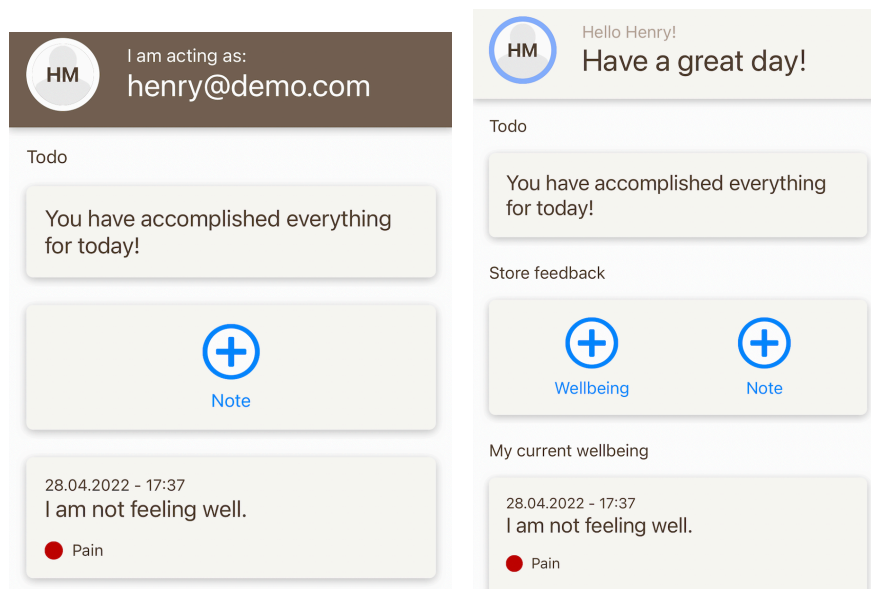 HM
I am acting as:
henry@demo.com
Todo
You have accomplished everything
for today!
Note
28.04.2022 - 17:37
I am not feeling well.
Pain
HM
Hello Henry!
Have a great day!
Todo
You have accomplished everything
for today!
Store feedback
Wellbeing
Note
My current wellbeing
28.04.2022 - 17:37
I am not feeling well.
Pain